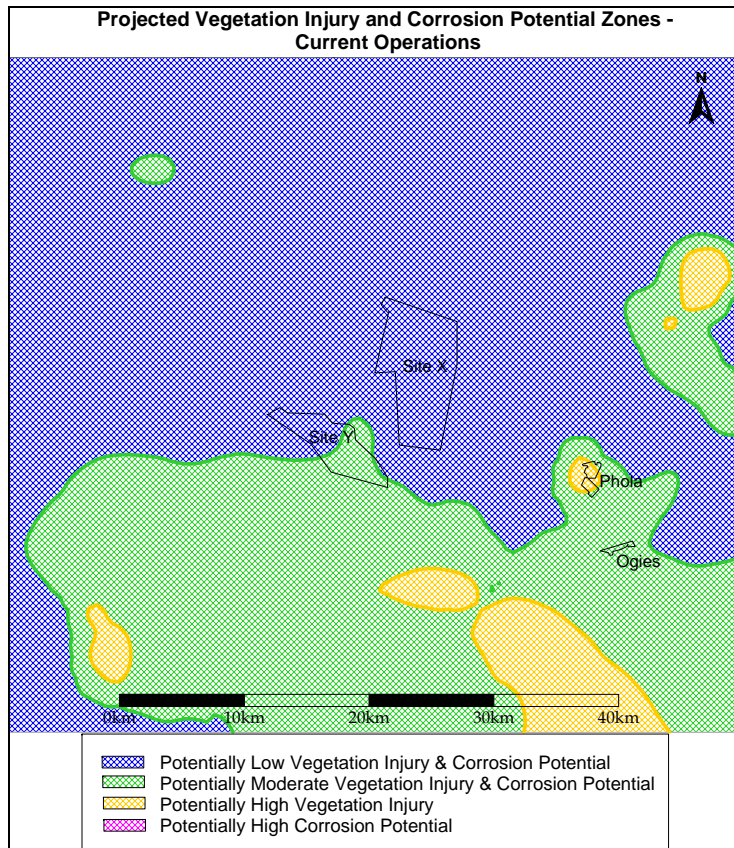 Projected Vegetation Injury and Corrosion Potential Zones -
Current Operations
N
Site X
Site Y
Phola
Ogies
0km 10km 20km 30km 40km
Potentially Low Vegetation Injury & Corrosion Potential
Potentially Moderate Vegetation Injury & Corrosion Potential
Potentially High Vegetation Injury
Potentially High Corrosion Potential